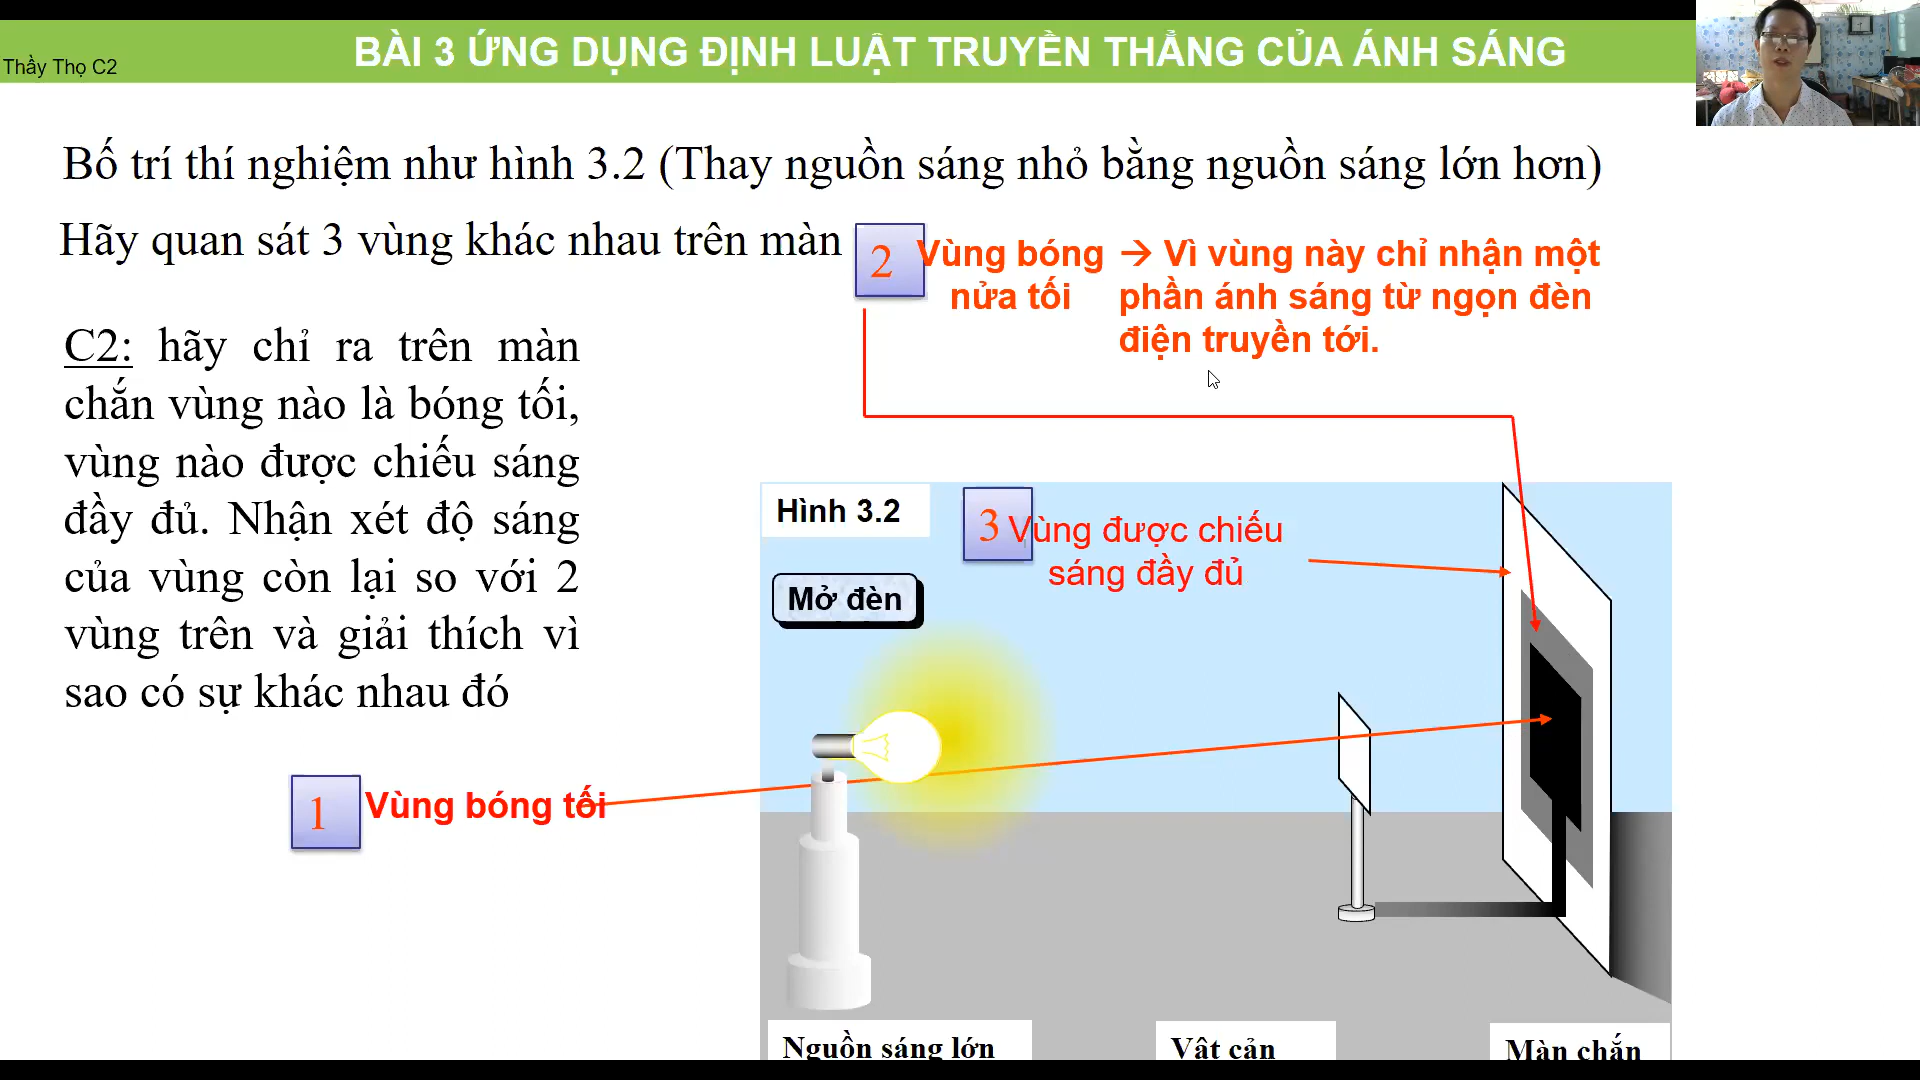 BÀI 3 ỨNG DỤNG ĐỊNH LUẬT TRUYỀN THẲNG CỦA ÁNH SÁNG
Thầy Thọ C2
Bố trí thí nghiệm như hình 3.2 (Thay nguồn sáng nhỏ bằng nguồn sáng lớn hơn)
Hãy quan sát 3 vùng khác nhau trên màn
2
Vùng bóng
nửa tối
→ Vì vùng này chỉ nhận một
phần ánh sáng từ ngọn đèn
điện truyền tới.
C2: hãy chỉ ra trên màn
chắn vùng nào là bóng tối,
vùng nào được chiếu sáng
đầy đủ. Nhận xét độ sáng
của vùng còn lại so với 2
vùng trên và giải thích vì
sao có sự khác nhau đó
Hình 3.2
3
Vùng được chiếu
sáng đầy đủ
Mở đèn
1
Vùng bóng tối
Nguồn sáng lớn
Vật cản
Màn chắn